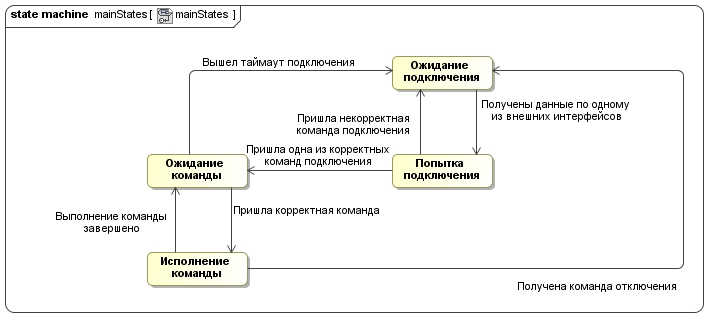 state machine mainStates [ mainStates ]
Вышел таймаут подключения
Ожидание
подключения
Получены данные по одному
из внешних интерфейсов
Пришла некорректная
команда подключения
Пришла одна из корректных
команд подключения
Ожидание
команды
Попытка
подключения
Пришла корректная команда
Выполнение команды
завершено
Исполнение
команды
Получена команда отключения